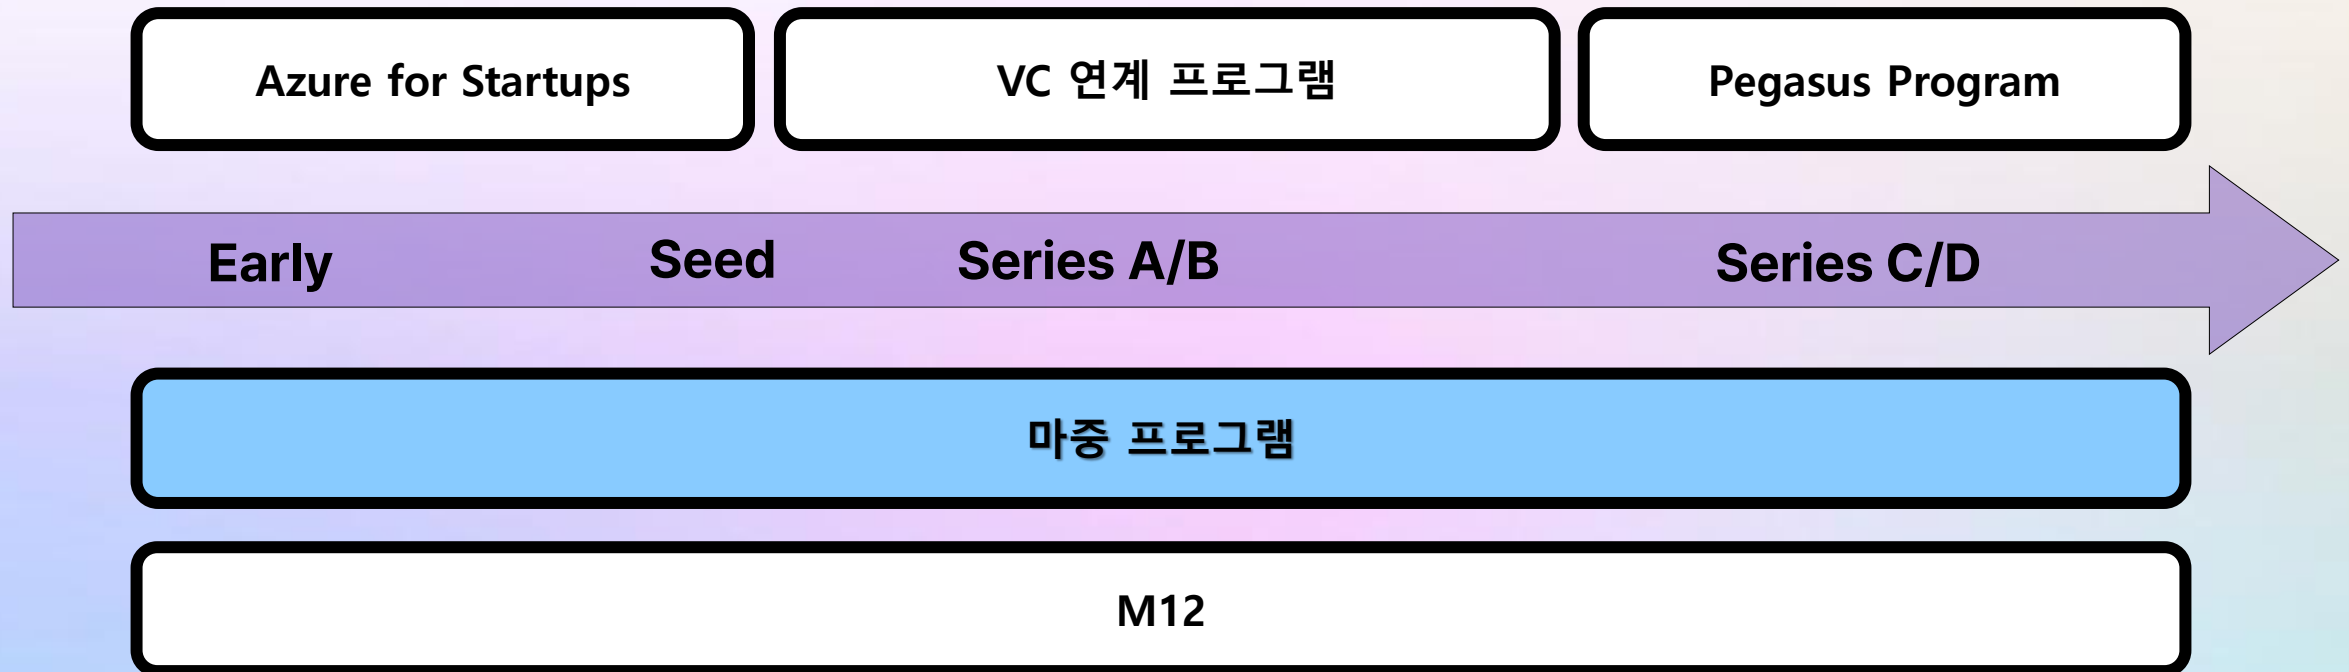 Azure for Startups
VC 연계 프로그램
Pegasus Program
Early
Seed
Series A/B
Series C/D
마중 프로그램
M12